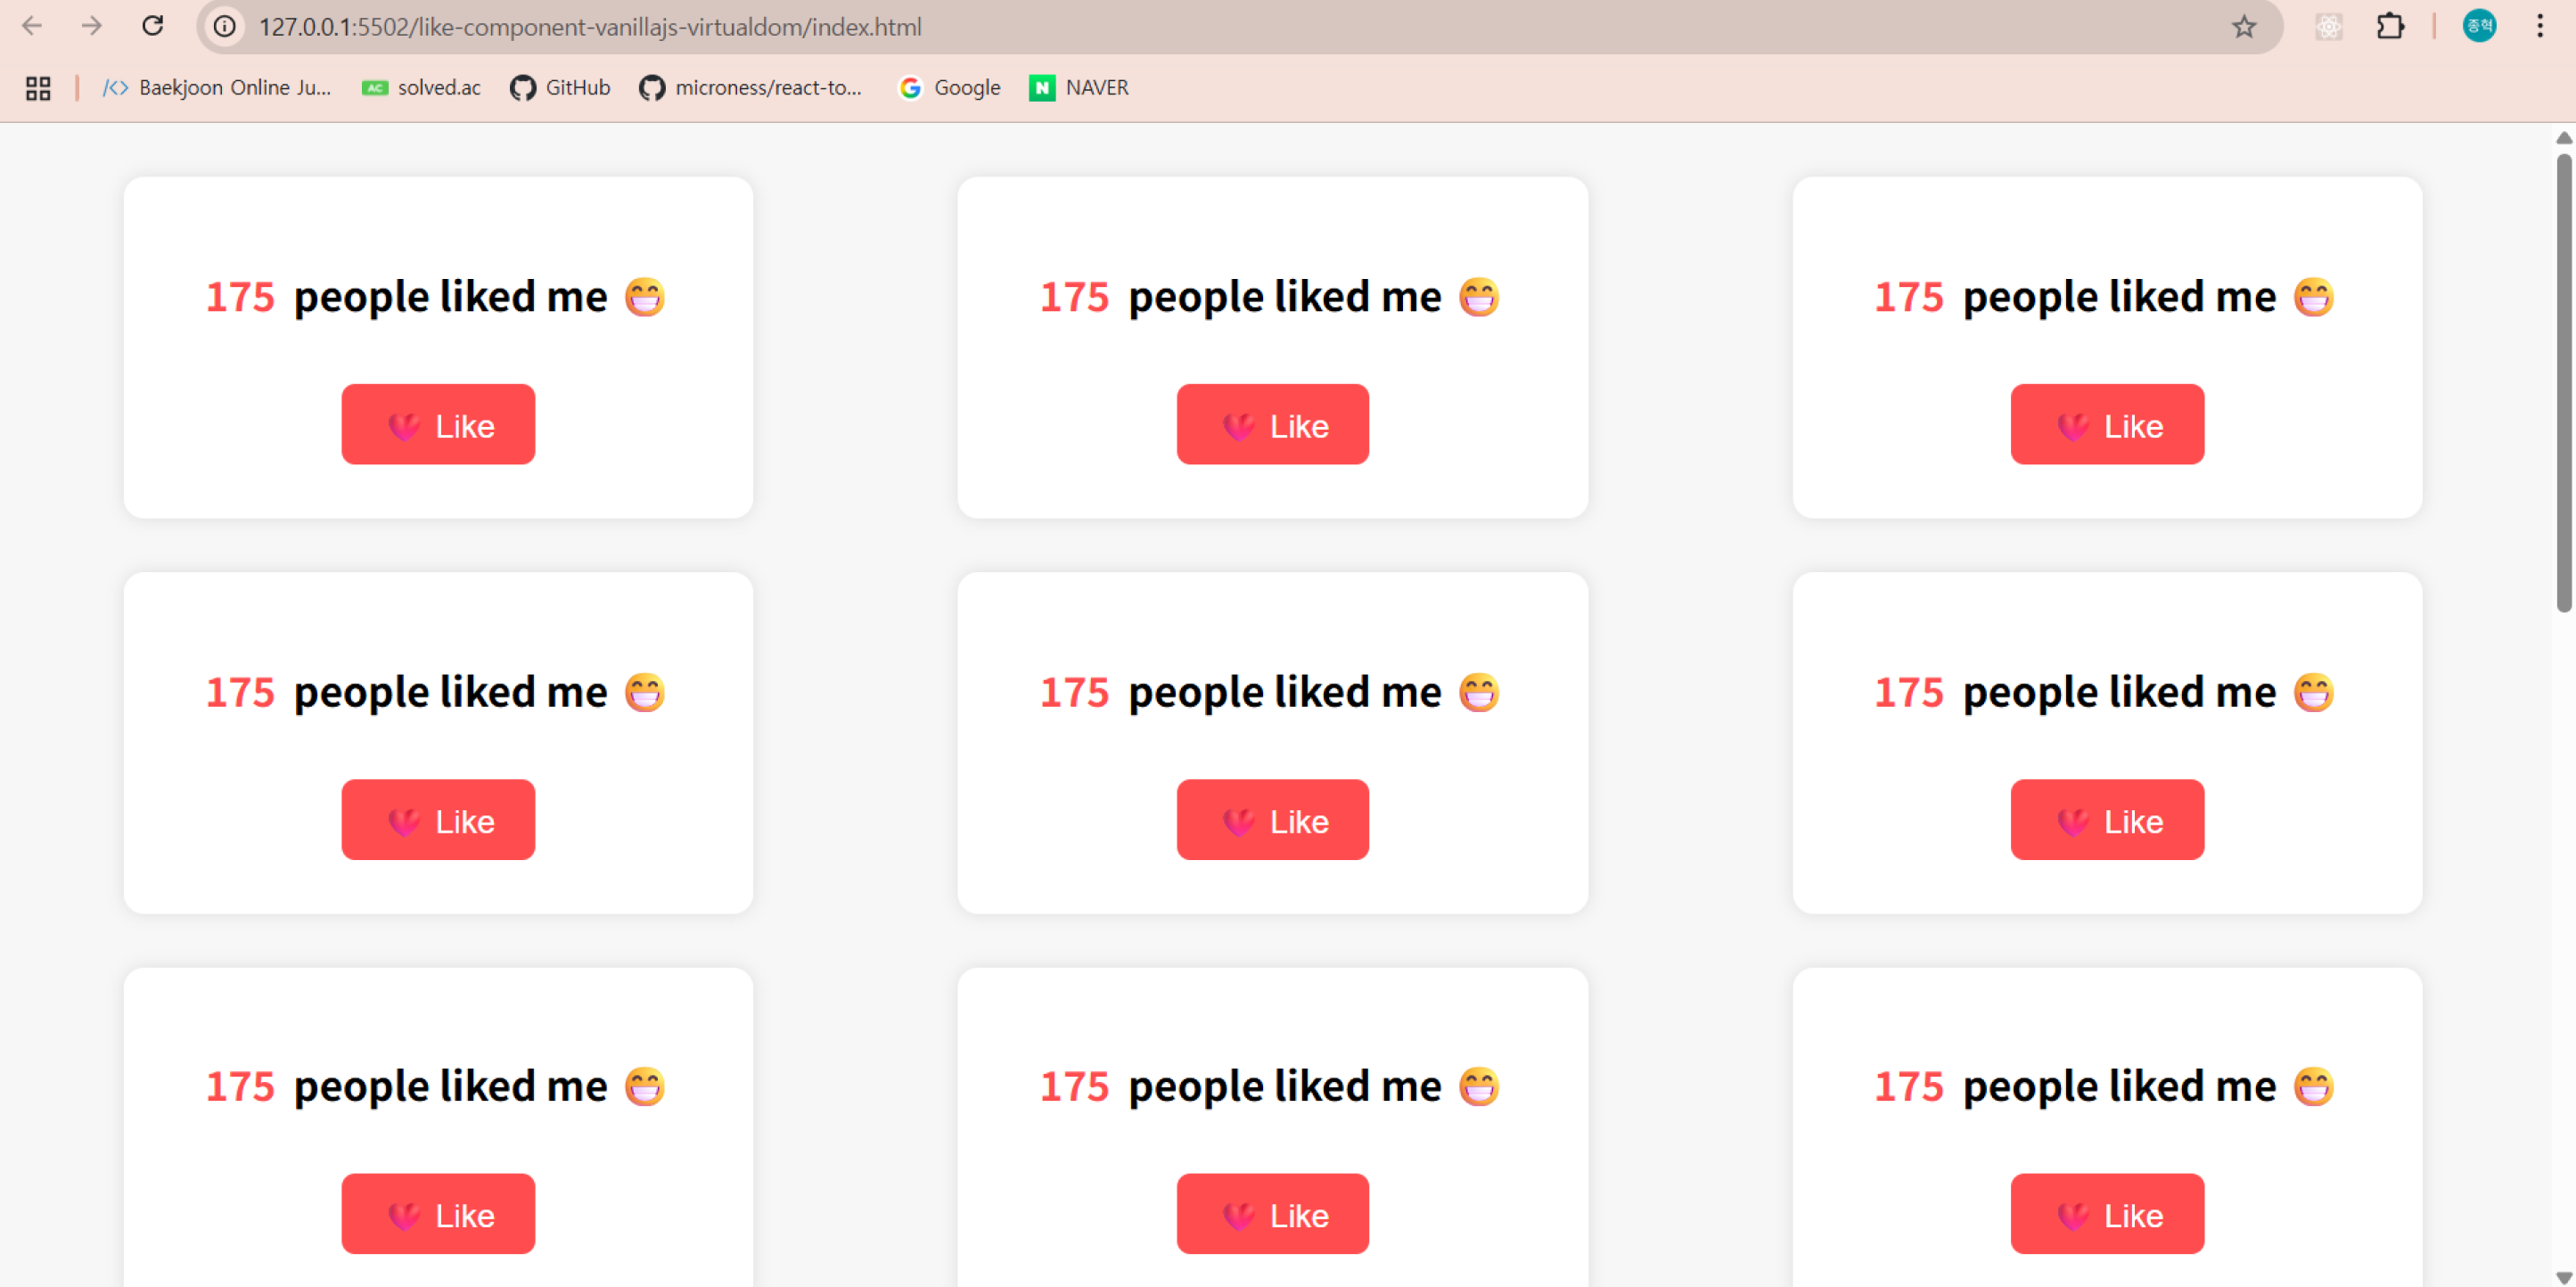 127.0.0.1:5502/like-component-vanillajs-virtualdom/index.html
종혁
Baekjoon Online Ju...
AC solved.ac
GitHub
microness/react-to...
Google
N NAVER
175 people liked me 😁
175 people liked me 😁
175 people liked me 😁
Like
Like
Like
175 people liked me 😁
175 people liked me 😁
175 people liked me 😁
Like
Like
Like
175 people liked me 😁
175 people liked me 😁
175 people liked me 😁
Like
Like
Like